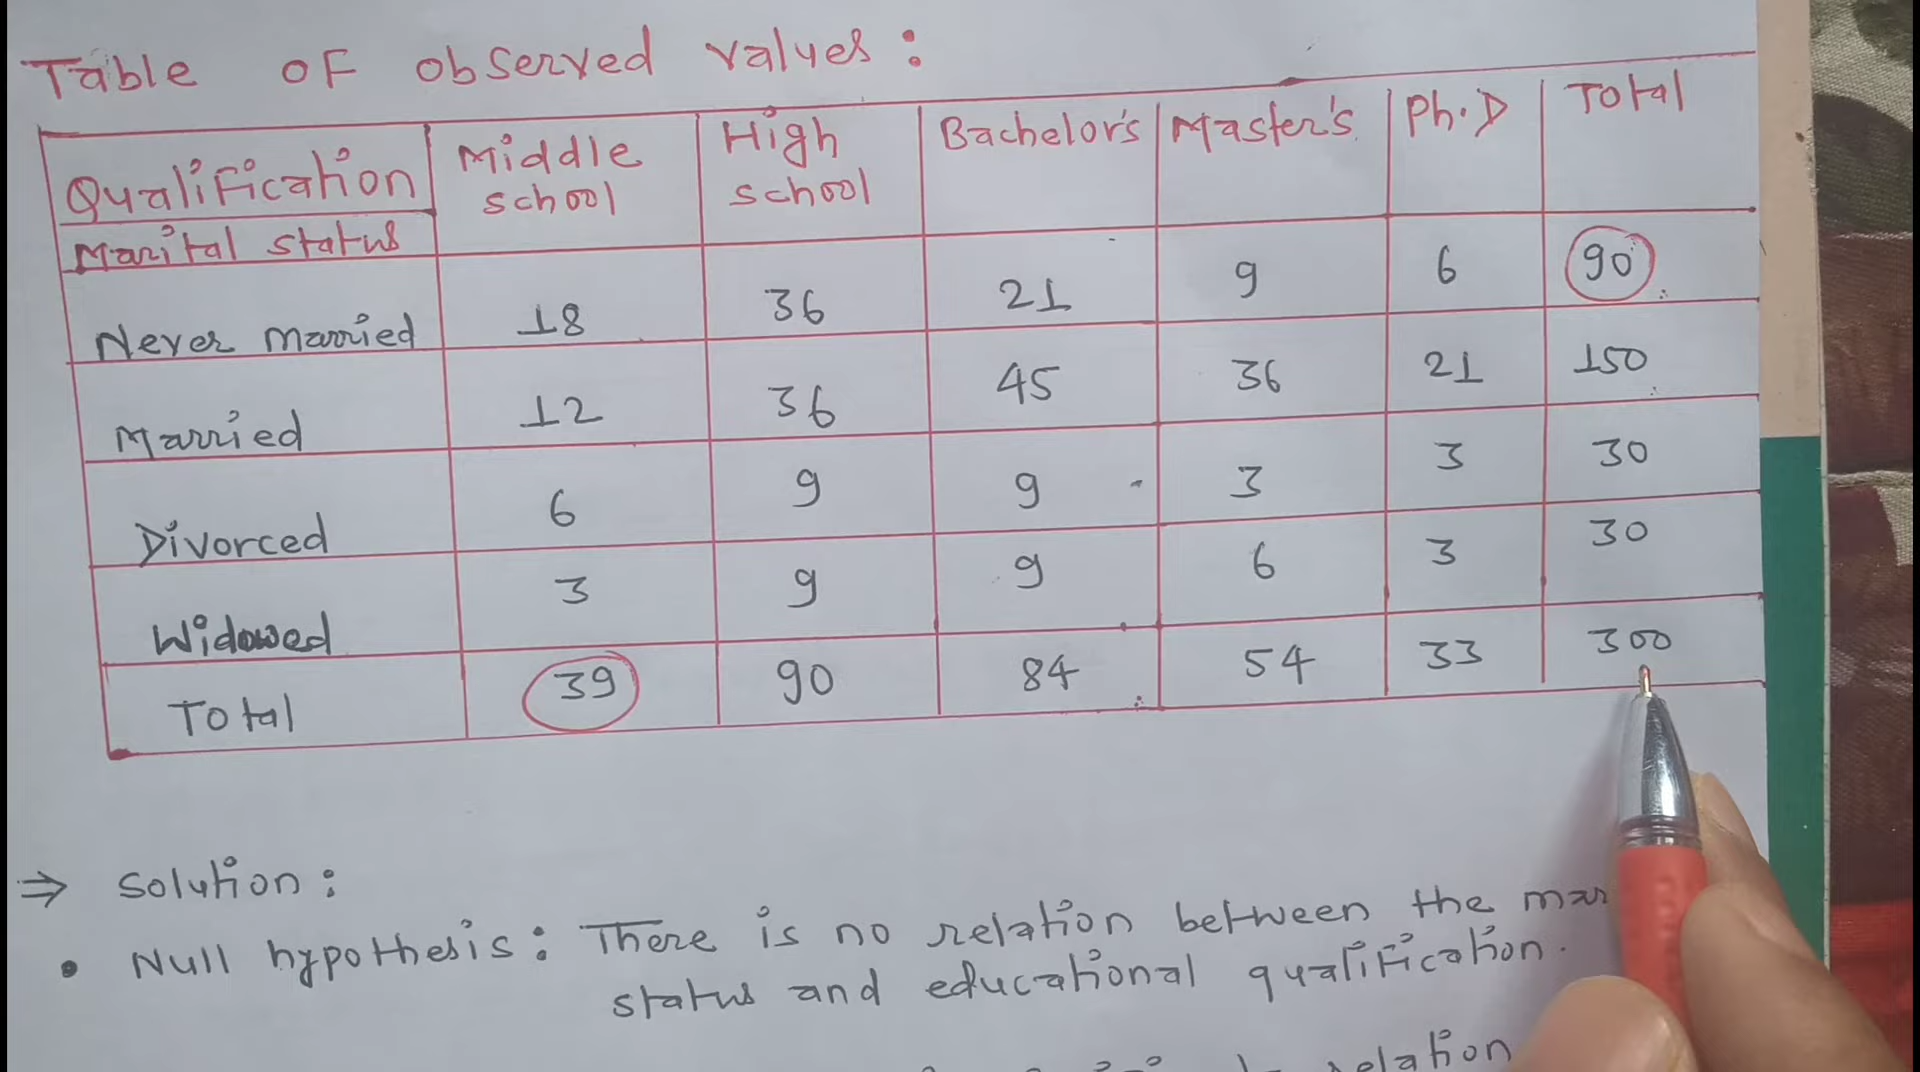 Table of observed values:
Qualification Middle school High school Bachelor's Master's Ph.D Total
Marital status
Never Married 18 36 21 9 6 90
Married 12 36 45 36 21 150
Divorced 6 9 9 3 3 30
Widowed 3 9 9 6 3 30
Total 39 90 84 54 33 300
⇒ Solution:
• Null hypothesis: There is no relation between the
status and educational qualification.
relation